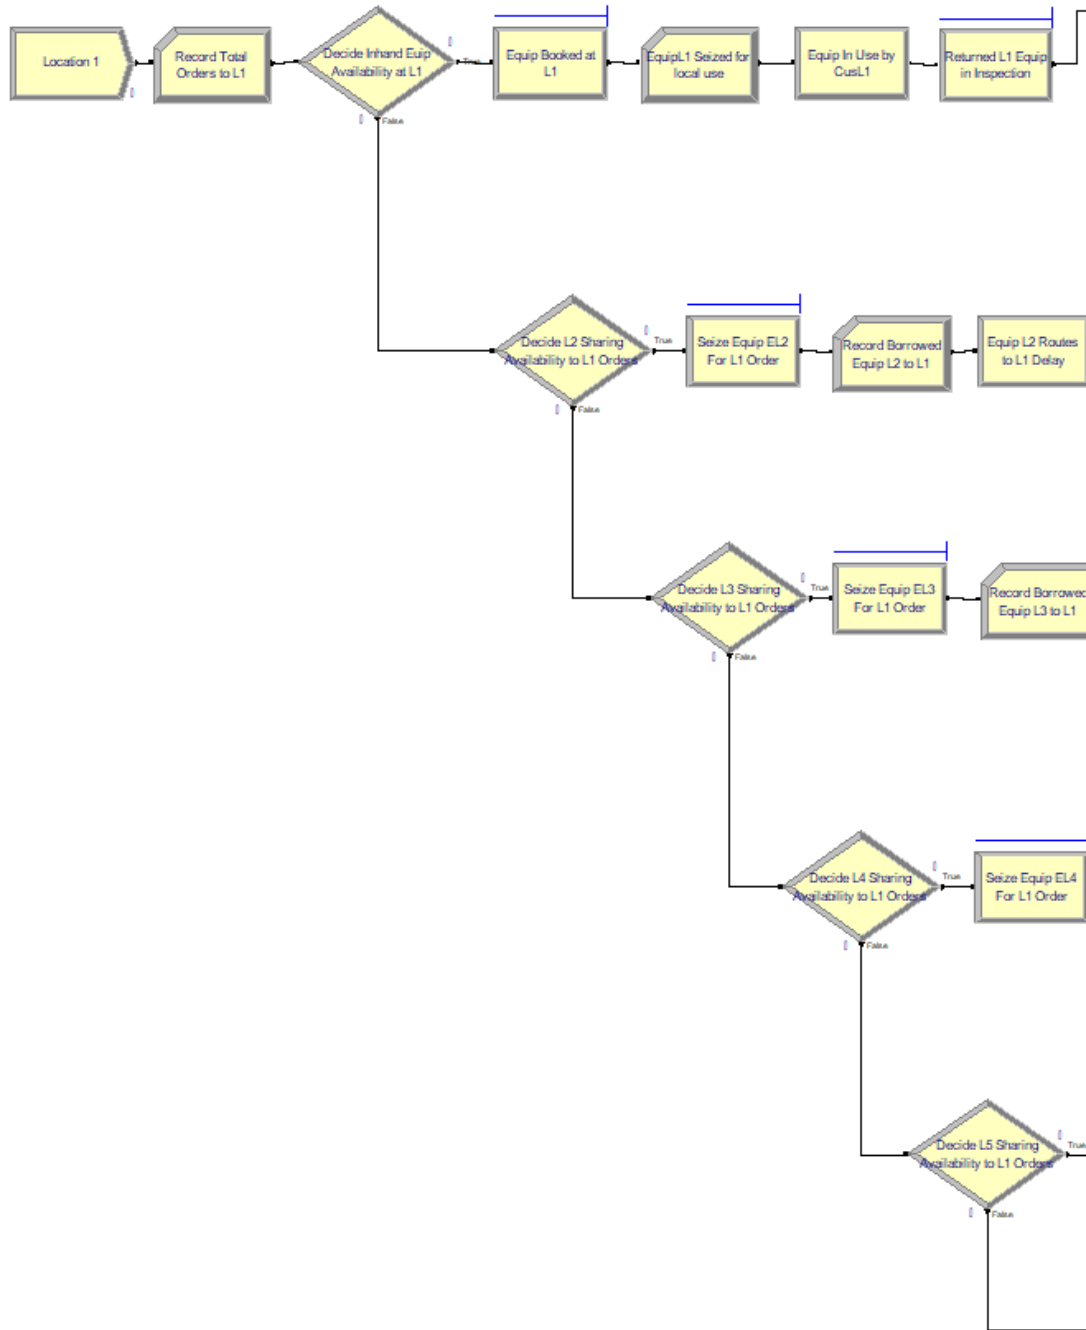 Location 1
Record Total
Orders to L1
Decide Inhand Euip
Availability at L1
True
False
Equip Booked at
L1
EquipL1 Seized for
local use
Equip In Use by
CusL1
Returned L1 Equip
in Inspection
Decide L2 Sharing
Availability to L1 Orders
True
False
Seize Equip EL2
For L1 Order
Record Borrowed
Equip L2 to L1
Equip L2 Routes
to L1 Delay
Decide L3 Sharing
Availability to L1 Orders
True
False
Seize Equip EL3
For L1 Order
Record Borrowed
Equip L3 to L1
Decide L4 Sharing
Availability to L1 Orders
True
False
Seize Equip EL4
For L1 Order
Decide L5 Sharing
Availability to L1 Orders
True
False